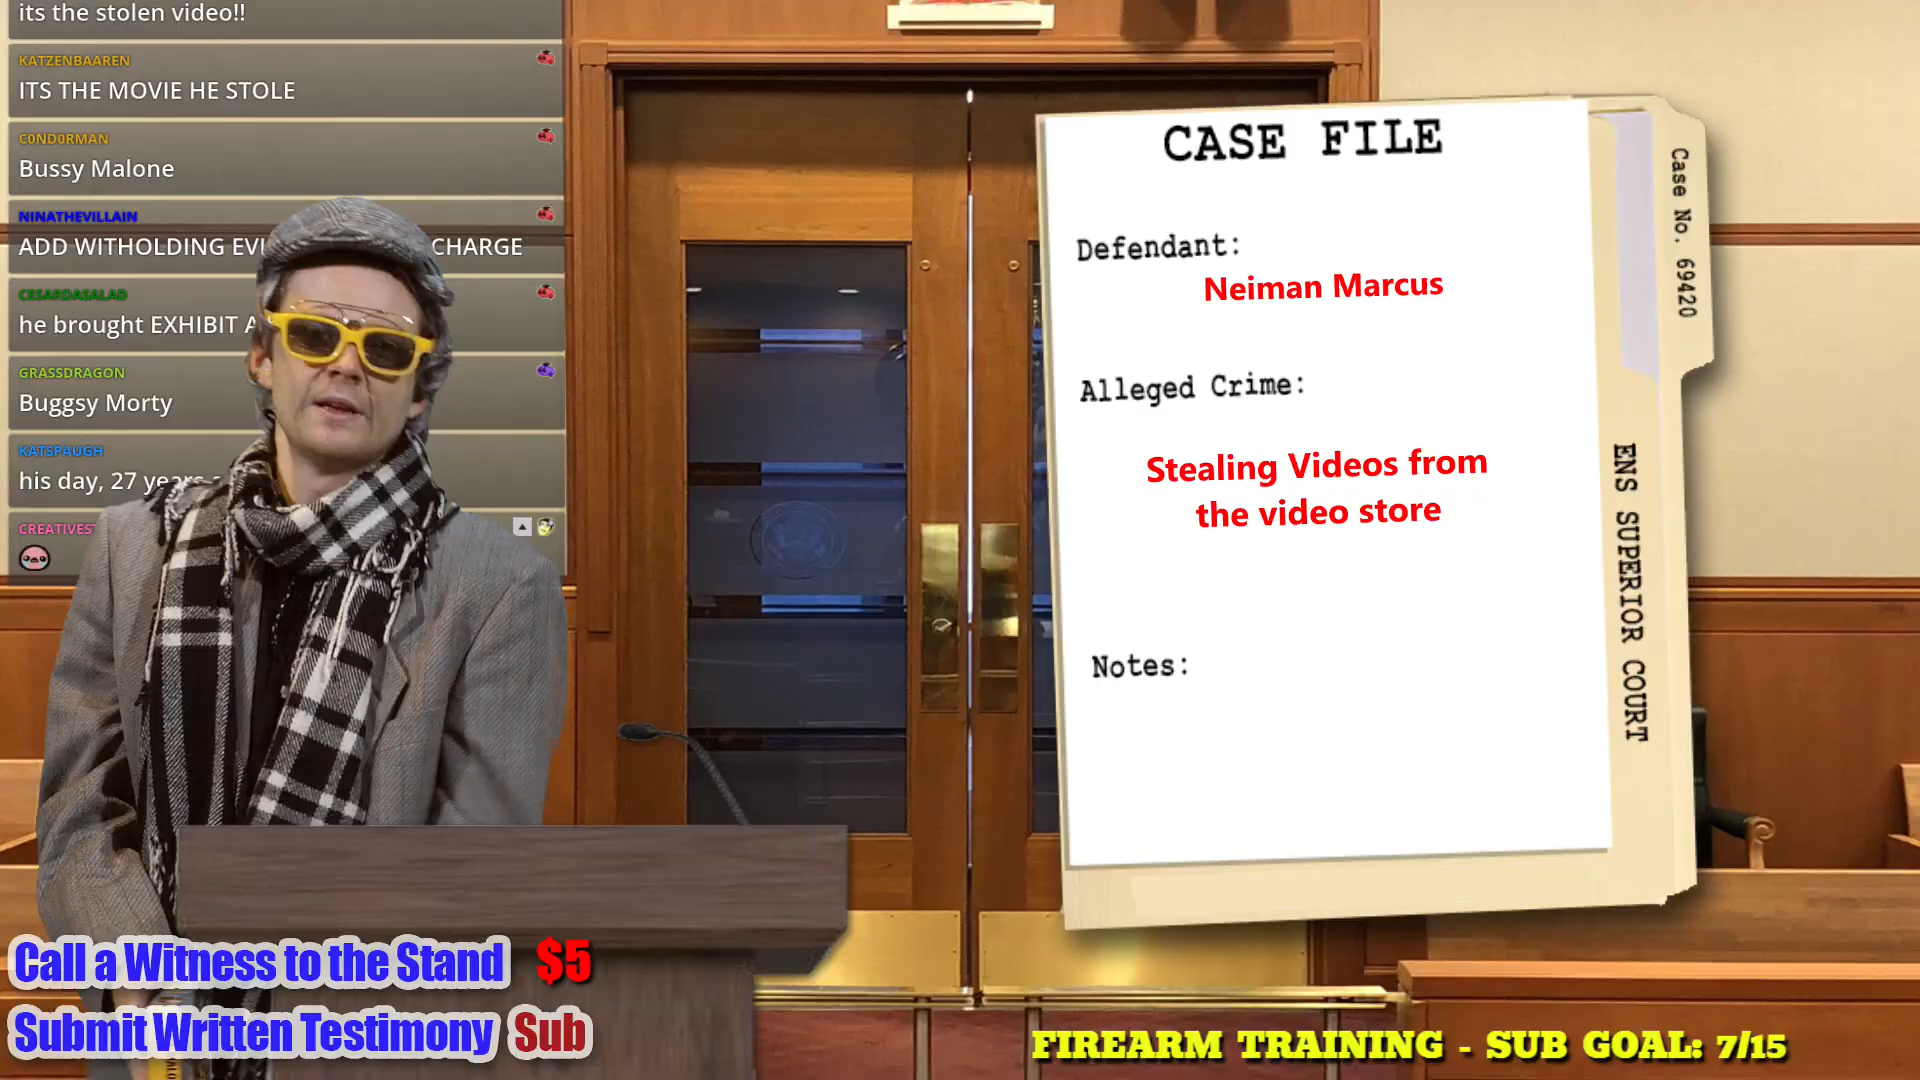 its the stolen video!!
KATZENBAAREN
ITS THE MOVIE HE STOLE
C0ND0RMAN
Bussy Malone
NINATHEVILLAIN
ADD WITHOLDING CHARGE
CESARDASALAD
he brought EXHIBIT A
GRASSDRAGON
Buggsy Morty
KATSPAUGH
his day, 27 years
CASE FILE
Defendant:
Neiman Marcus
Alleged Crime:
Stealing Videos from
the video store
Notes:
Case No. 69420
ENS SUPERIOR COURT
Call a Witness to the Stand $5
Submit Written Testimony Sub
FIREARM TRAINING - SUB GOAL: 7/15